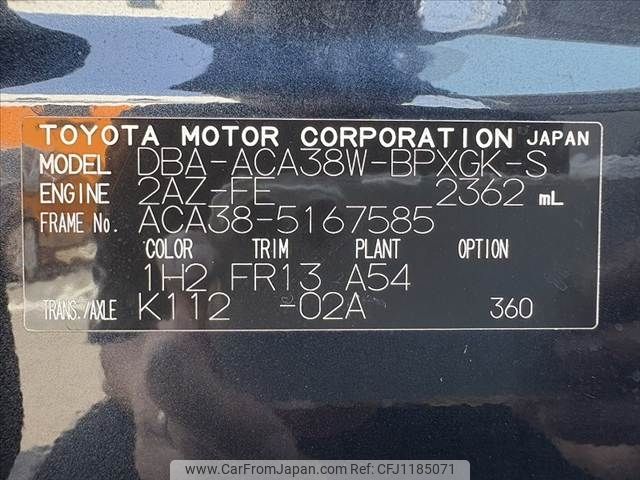 TOYOTA MOTOR CORPORATION JAPAN
MODEL DBA-ACA38W-BPXGK-S
ENGINE 2AZ-FE 2362 mL
FRAME No. ACA38-5167585
COLOR TRIM PLANT OPTION
1H2 FR13 A54
TRANS./AXLE K112 -02A 360
www.CarFromJapan.com - Ref No. CFJ1185071